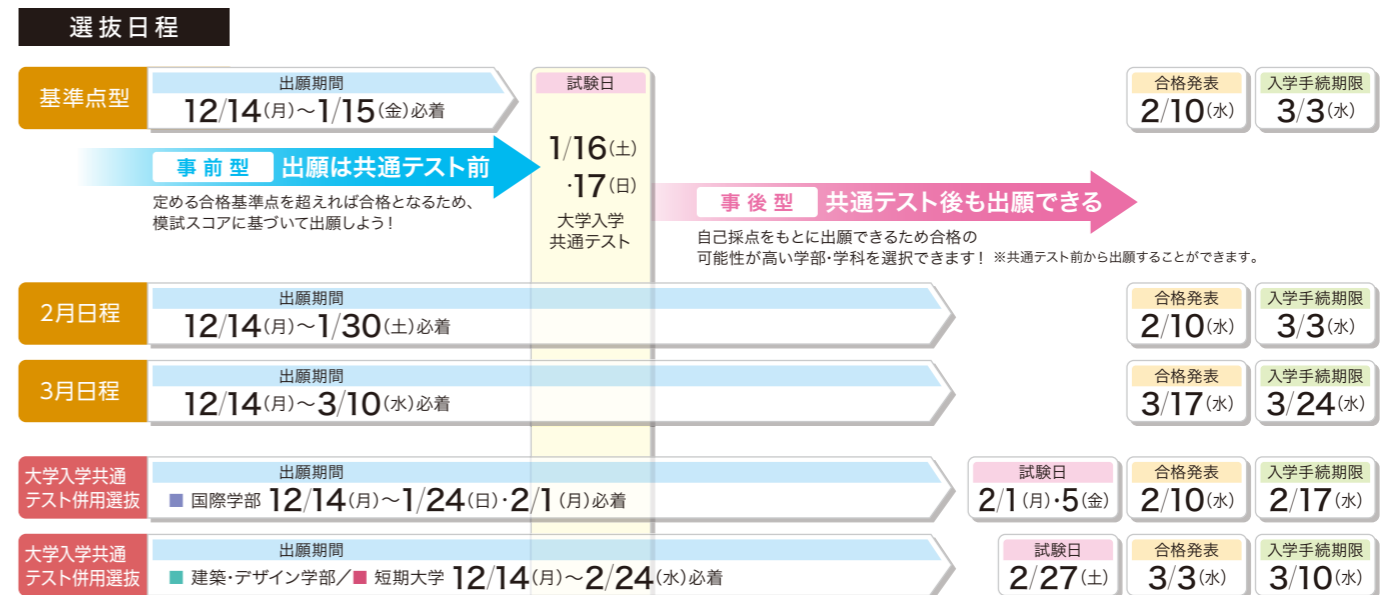 選抜日程
基準点型
出願期間
12/14(月)～1/15(金)必着
試験日
1/16(土)
・17(日)
大学入学
共通テスト
合格発表
2/10(水)
入学手続期限
3/3(水)
事前型 出願は共通テスト前
定める合格基準点を超えれば合格となるため、
模試スコアに基づいて出願しよう!
事後型 共通テスト後も出願できる
自己採点をもとに出願できるため合格の
可能性が高い学部・学科を選択できます! ※共通テスト前から出願することができます。
2月日程
出願期間
12/14(月)～1/30(土)必着
合格発表
2/10(水)
入学手続期限
3/3(水)
3月日程
出願期間
12/14(月)～3/10(水)必着
合格発表
3/17(水)
入学手続期限
3/24(水)
大学入学共通
テスト併用選抜
出願期間
■ 国際学部 12/14(月)～1/24(日)・2/1(月)必着
試験日
2/1(月)・5(金)
合格発表
2/10(水)
入学手続期限
2/17(水)
大学入学共通
テスト併用選抜
出願期間
■ 建築・デザイン学部/■ 短期大学 12/14(月)～2/24(水)必着
試験日
2/27(土)
合格発表
3/3(水)
入学手続期限
3/10(水)